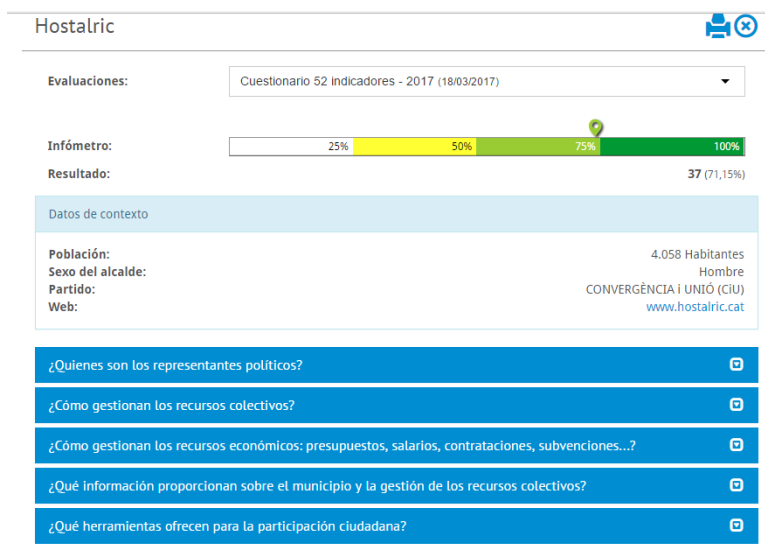 Hostalric
Evaluaciones: Cuestionario 52 indicadores - 2017 (18/03/2017)
Infómetro: 25% 50% 75% 100%
Resultado: 37 (71,15%)
Datos de contexto
Población: 4.058 Habitantes
Sexo del alcalde: Hombre
Partido: CONVERGÈNCIA i UNIÓ (CiU)
Web: www.hostalric.cat
¿Quienes son los representantes políticos?
¿Cómo gestionan los recursos colectivos?
¿Cómo gestionan los recursos económicos: presupuestos, salarios, contrataciones, subvenciones...?
¿Qué información proporcionan sobre el municipio y la gestión de los recursos colectivos?
¿Qué herramientas ofrecen para la participación ciudadana?